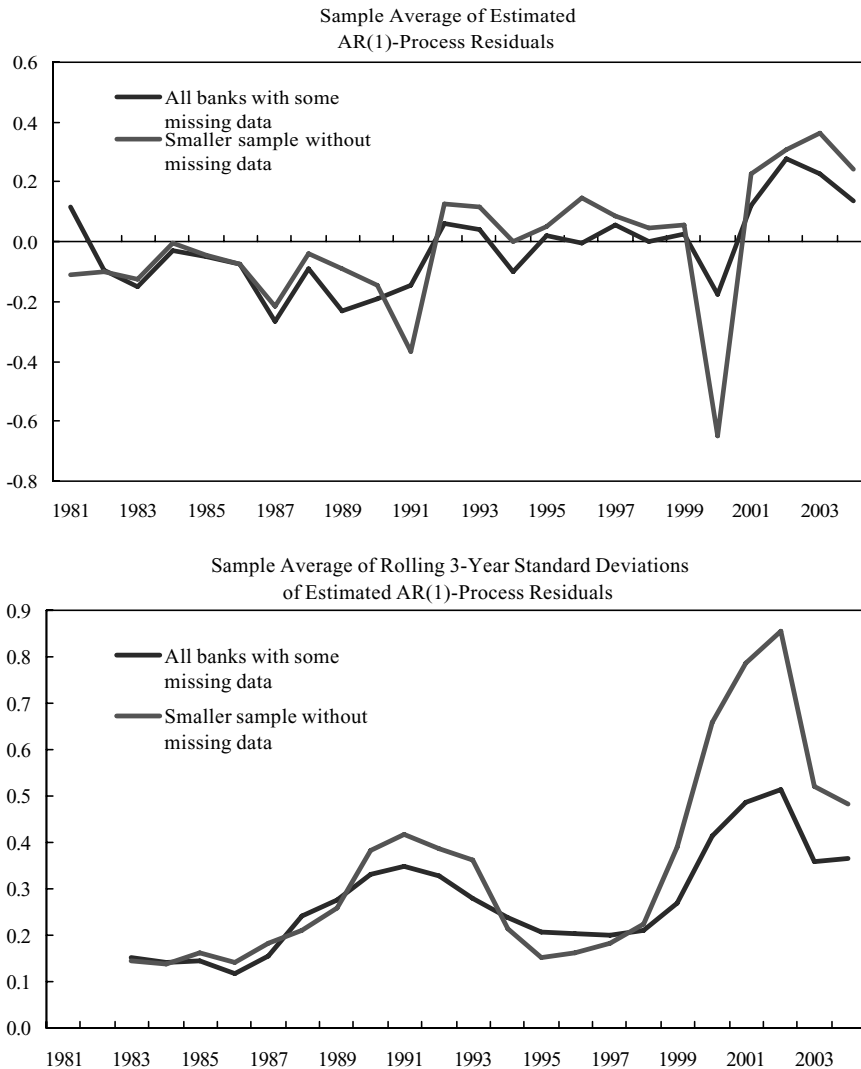 Sample Average of Estimated
AR(1)-Process Residuals
0.6
All banks with some
missing data
0.4
Smaller sample without
missing data
0.2
0.0
-0.2
-0.4
-0.6
-0.8
1981 1983 1985 1987 1989 1991 1993 1995 1997 1999 2001 2003
Sample Average of Rolling 3-Year Standard Deviations
of Estimated AR(1)-Process Residuals
0.9
All banks with some
missing data
0.8
0.7
Smaller sample without
missing data
0.6
0.5
0.4
0.3
0.2
0.1
0.0
1981 1983 1985 1987 1989 1991 1993 1995 1997 1999 2001 2003